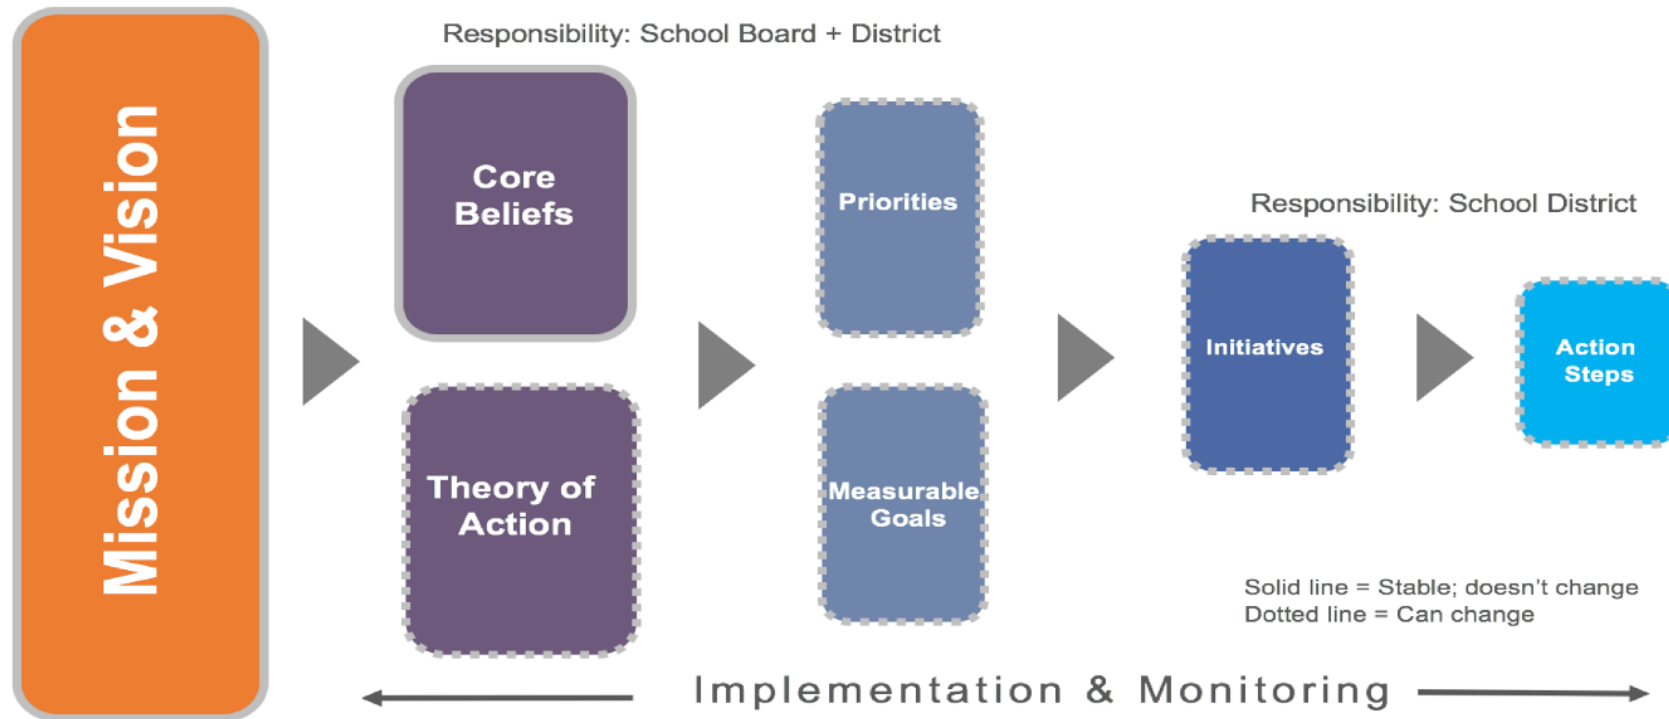 Mission & Vision
Responsibility: School Board + District
Core
Beliefs
Theory of
Action
Priorities
Measurable
Goals
Responsibility: School District
Initiatives
Action
Steps
Solid line = Stable; doesn't change
Dotted line = Can change
Implementation & Monitoring